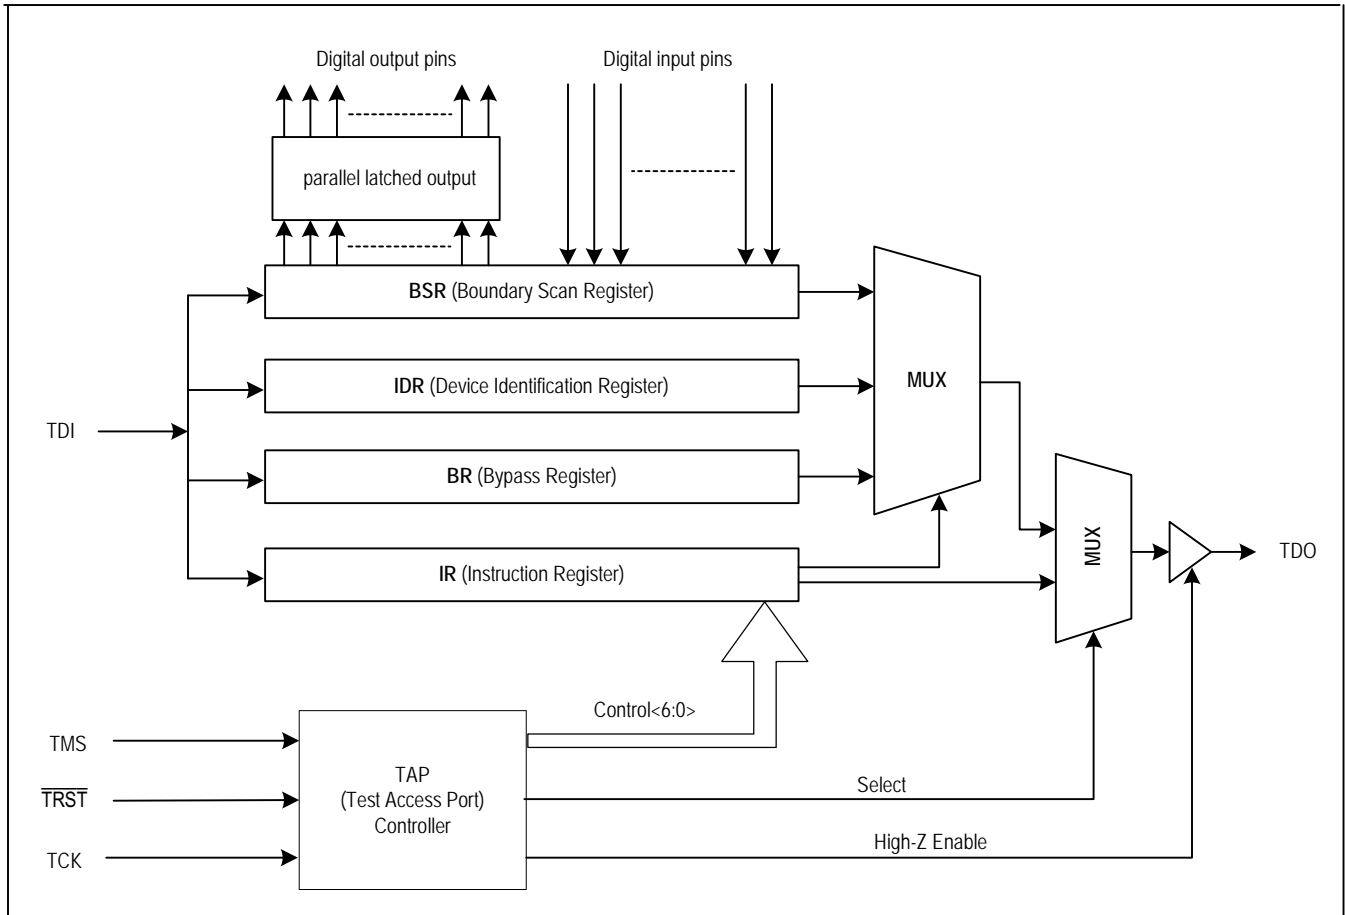 Digital output pins
Digital input pins
parallel latched output
BSR (Boundary Scan Register)
IDR (Device Identification Register)
MUX
TDI
BR (Bypass Register)
MUX
TDO
IR (Instruction Register)
Control<6:0>
TMS
TAP
(Test Access Port)
Controller
T̅R̅S̅T̅
Select
High-Z Enable
TCK